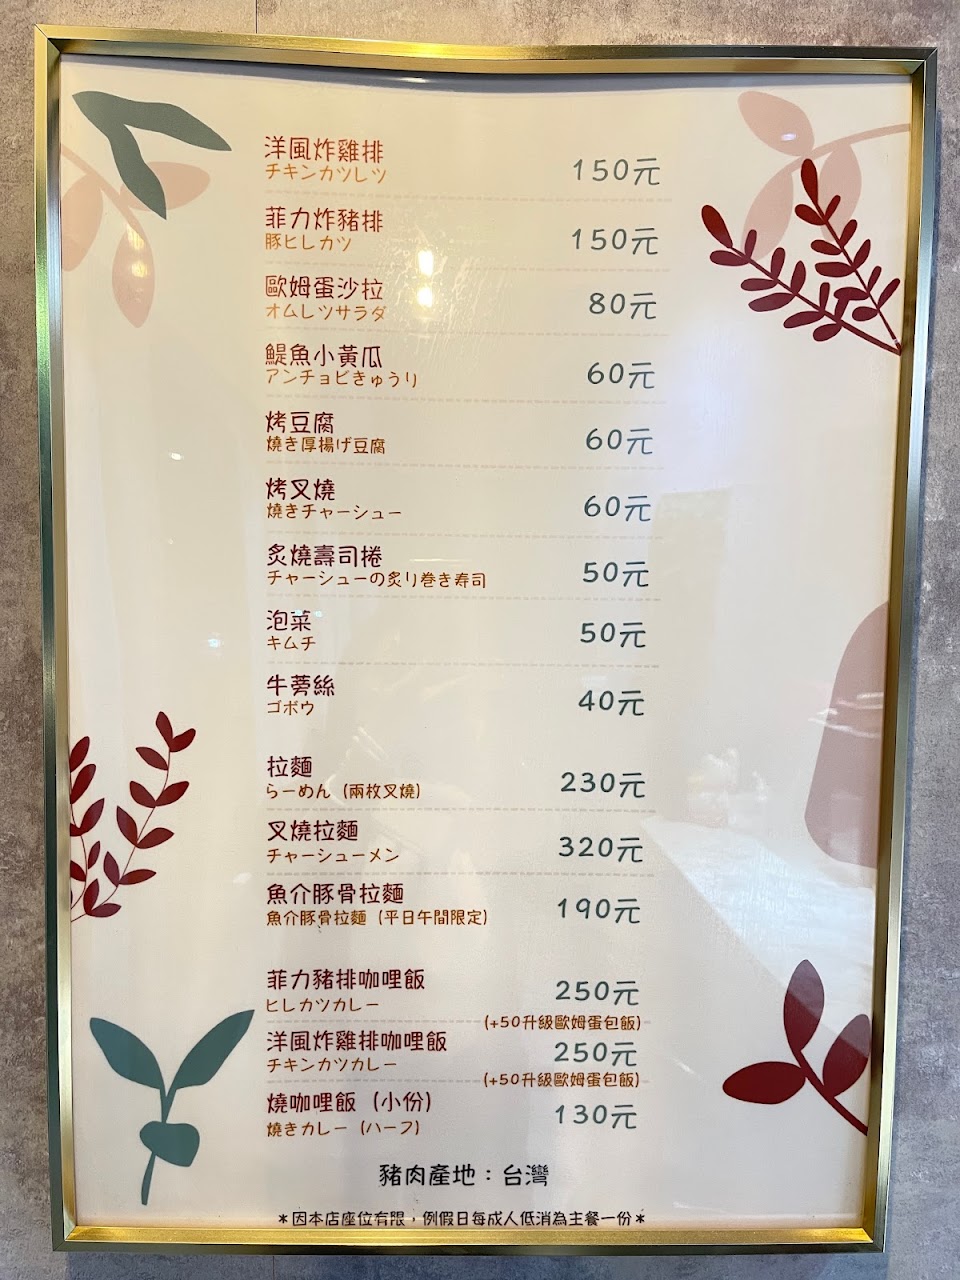 洋風炸雞排
チキンカツレツ
150元
菲力炸豬排
豚ヒレカツ
150元
歐姆蛋沙拉
オムレツサラダ
80元
鯷魚小黃瓜
アンチョビきゅうり
60元
烤豆腐
燒き厚揚げ豆腐
60元
烤叉燒
燒きチャーシュー
60元
炙燒壽司捲
チャーシューの炙り巻き寿司
50元
泡菜
キムチ
50元
牛蒡絲
ゴボウ
40元
拉麵
らーめん（兩枚叉燒）
230元
叉燒拉麵
チャーシューメン
320元
魚介豚骨拉麵
魚介豚骨拉麵（平日午間限定）
190元
菲力豬排咖哩飯
ヒレカツカレー
250元
(+50升級歐姆蛋包飯)
洋風炸雞排咖哩飯
チキンカツカレー
250元
(+50升級歐姆蛋包飯)
燒咖哩飯（小份）
燒きカレー（ハーフ）
130元
豬肉產地：台灣
＊因本店座位有限，例假日每成人低消為主餐一份＊